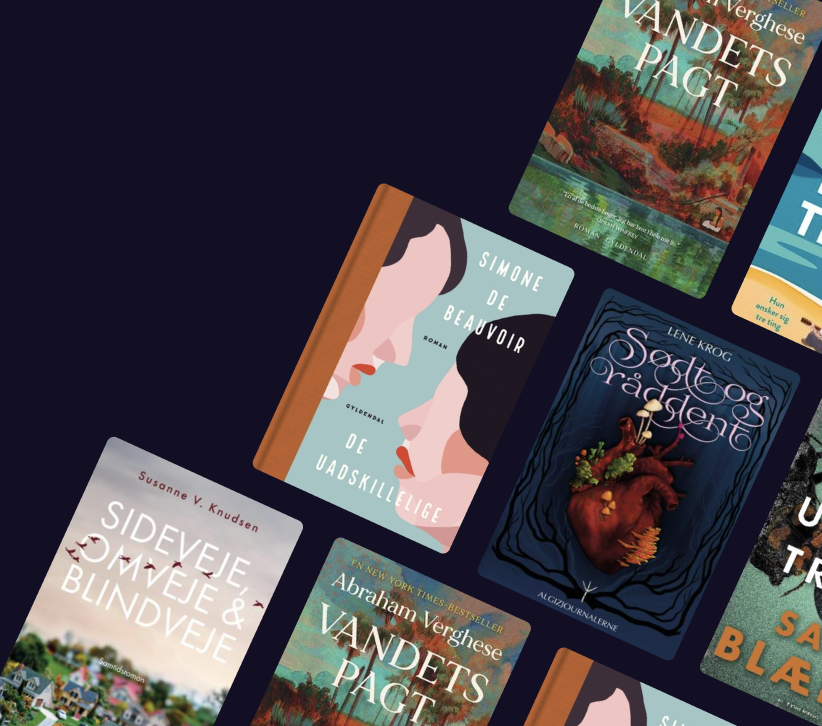 BESTSELLER
Verghese
VANDETS
PAGT
ROMAN GYLDENDAL
Hun
ønsker sig
tre ting
SIMONE
DE
BEAUVOIR
ROMAN
GYLDENDAL
DE
UADSKILLELIGE
LENE KROG
Sødt og
råddent
ALGIZJOURNALERNE
Susanne V. Knudsen
SIDEVEJE,
OMVEJE &
BLINDVEJE
Samtidsroman
EN NEW YORK TIMES-BESTSELLER
Abraham Verghese
VANDETS
PAGT